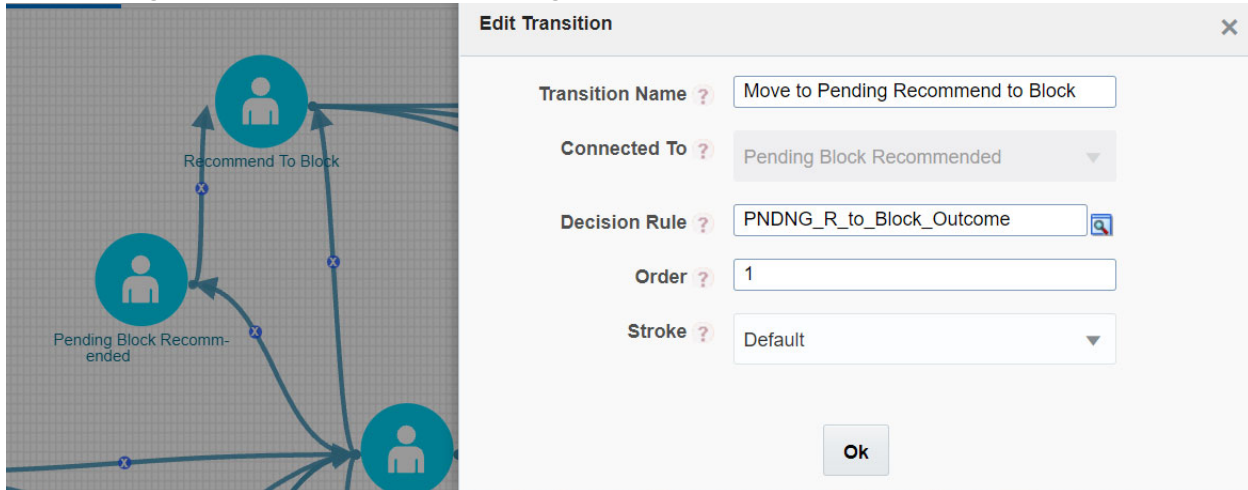 Edit Transition
Recommend To Block
Pending Block Recomm-
ended
Transition Name ? Move to Pending Recommend to Block
Connected To ? Pending Block Recommended
Decision Rule ? PNDNG_R_to_Block_Outcome
Order ? 1
Stroke ? Default
Ok